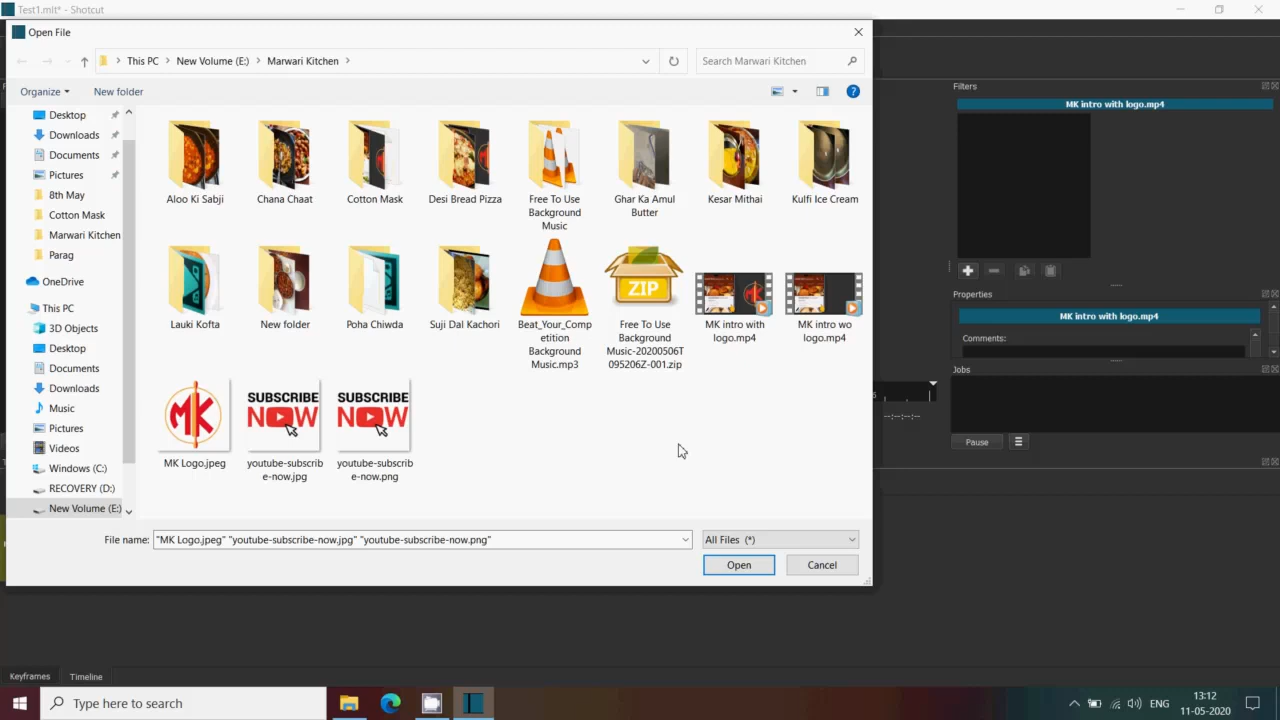 Test1.mlt* - Shotcut
Open File
This PC
New Volume (E:)
Marwari Kitchen
Search Marwari Kitchen
Organize
New folder
Desktop
Downloads
Documents
Pictures
8th May
Cotton Mask
Marwari Kitchen
Parag
OneDrive
This PC
3D Objects
Desktop
Documents
Downloads
Music
Pictures
Videos
Windows (C:)
RECOVERY (D:)
New Volume (E:)
Aloo Ki Sabji
Chana Chaat
Cotton Mask
Desi Bread Pizza
Free To Use
Background
Music
Ghar Ka Amul
Butter
Kesar Mithai
Kulfi Ice Cream
Lauki Kofta
New folder
Poha Chiwda
Suji Dal Kachori
Beat_Your_Comp
etition
Background
Music.mp3
ZIP
Free To Use
Background
Music-20200506T
095206Z-001.zip
MK intro with
logo.mp4
MK intro wo
logo.mp4
MK
MK Logo.jpeg
SUBSCRIBE
NOW
youtube-subscrib
e-now.jpg
SUBSCRIBE
NOW
youtube-subscrib
e-now.png
File name:
"MK Logo.jpeg" "youtube-subscribe-now.jpg" "youtube-subscribe-now.png"
All Files (*)
Open
Cancel
Filters
MK intro with logo.mp4
Properties
MK intro with logo.mp4
Comments:
Jobs
--:--:--:--
Pause
Keyframes
Timeline
Type here to search
ENG
13:12
11-05-2020